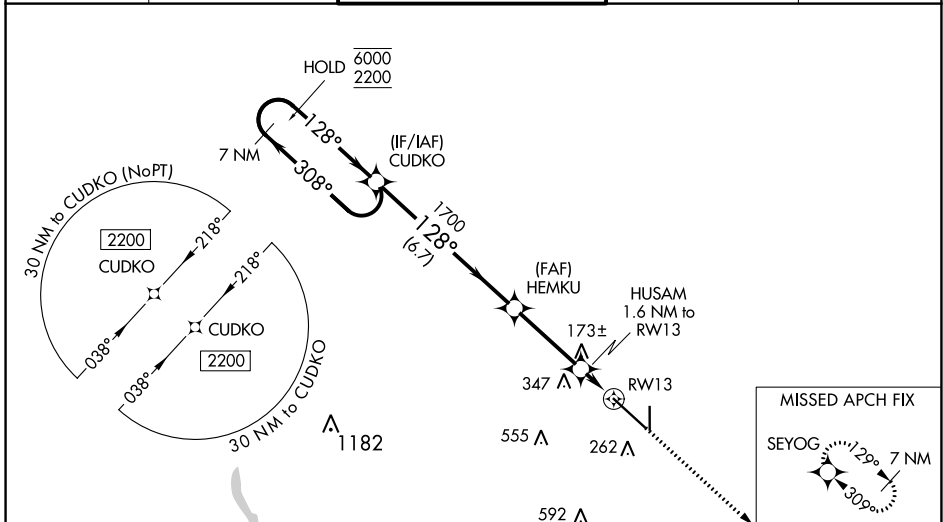 HOLD 6000
2200
128°
7 NM
308°
(IF/IAF)
CUDKO
30 NM to CUDKO (NoPT)
2200
CUDKO
218°
038°
218°
CUDKO
2200
038°
30 NM to CUDKO
1700
128°
(6.7)
(FAF)
HEMKU
HUSAM
1.6 NM to
RW13
173±
347
RW13
1182
555
262
592
MISSED APCH FIX
SEYOG
129°
7 NM
309°